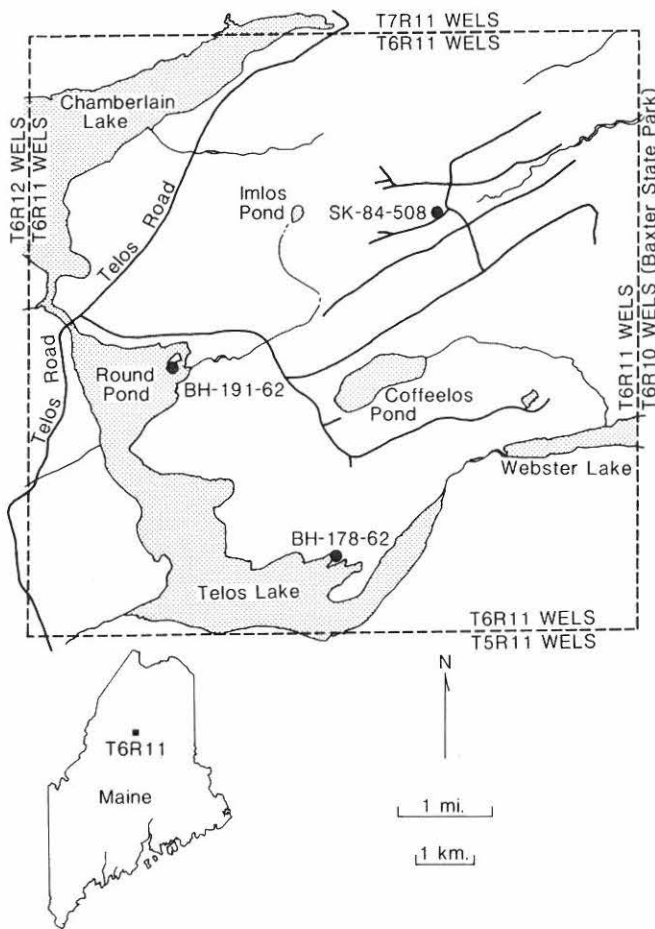 T7R11 WELS
T6R11 WELS
Chamberlain
Lake
T6R12 WELS
T6R11 WELS
Telos Road
Imlos
Pond
SK-84-508
T6R11 WELS
T6R10 WELS (Baxter State Park)
Telos Road
Round
Pond
BH-191-62
Coffeelos
Pond
Webster Lake
BH-178-62
Telos Lake
T6R11 WELS
T5R11 WELS
N
T6R11
Maine
1 mi.
1 km.